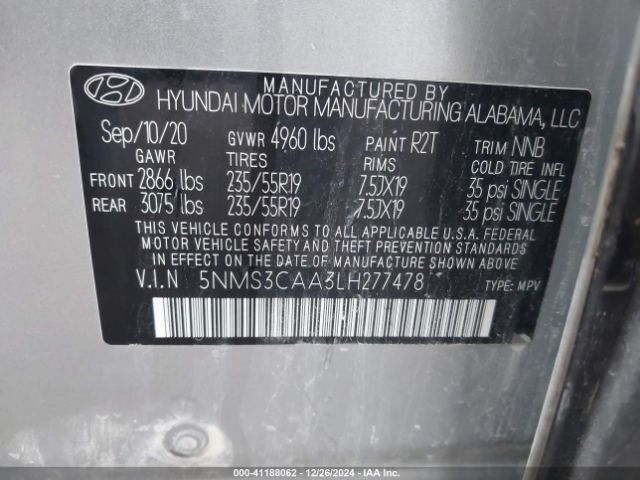 MANUFACTURED BY
HYUNDAI MOTOR MANUFACTURING ALABAMA, LLC
Sep/10/20 GVWR 4960 lbs PAINT R2T TRIM NNB
GAWR TIRES RIMS COLD TIRE INFL
FRONT 2866 lbs 235/55R19 7.5JX19 35 psi SINGLE
REAR 3075 lbs 235/55R19 7.5JX19 35 psi SINGLE
THIS VEHICLE CONFORMS TO ALL APPLICABLE U.S.A. FEDERAL
MOTOR VEHICLE SAFETY, BUMPER, AND THEFT PREVENTION STANDARDS
IN EFFECT ON THE DATE OF MANUFACTURE SHOWN ABOVE.
V.I.N 5NMS3CAA3LH277478 TYPE: MPV
000-41188062 - 12/26/2024 - IAA Inc.